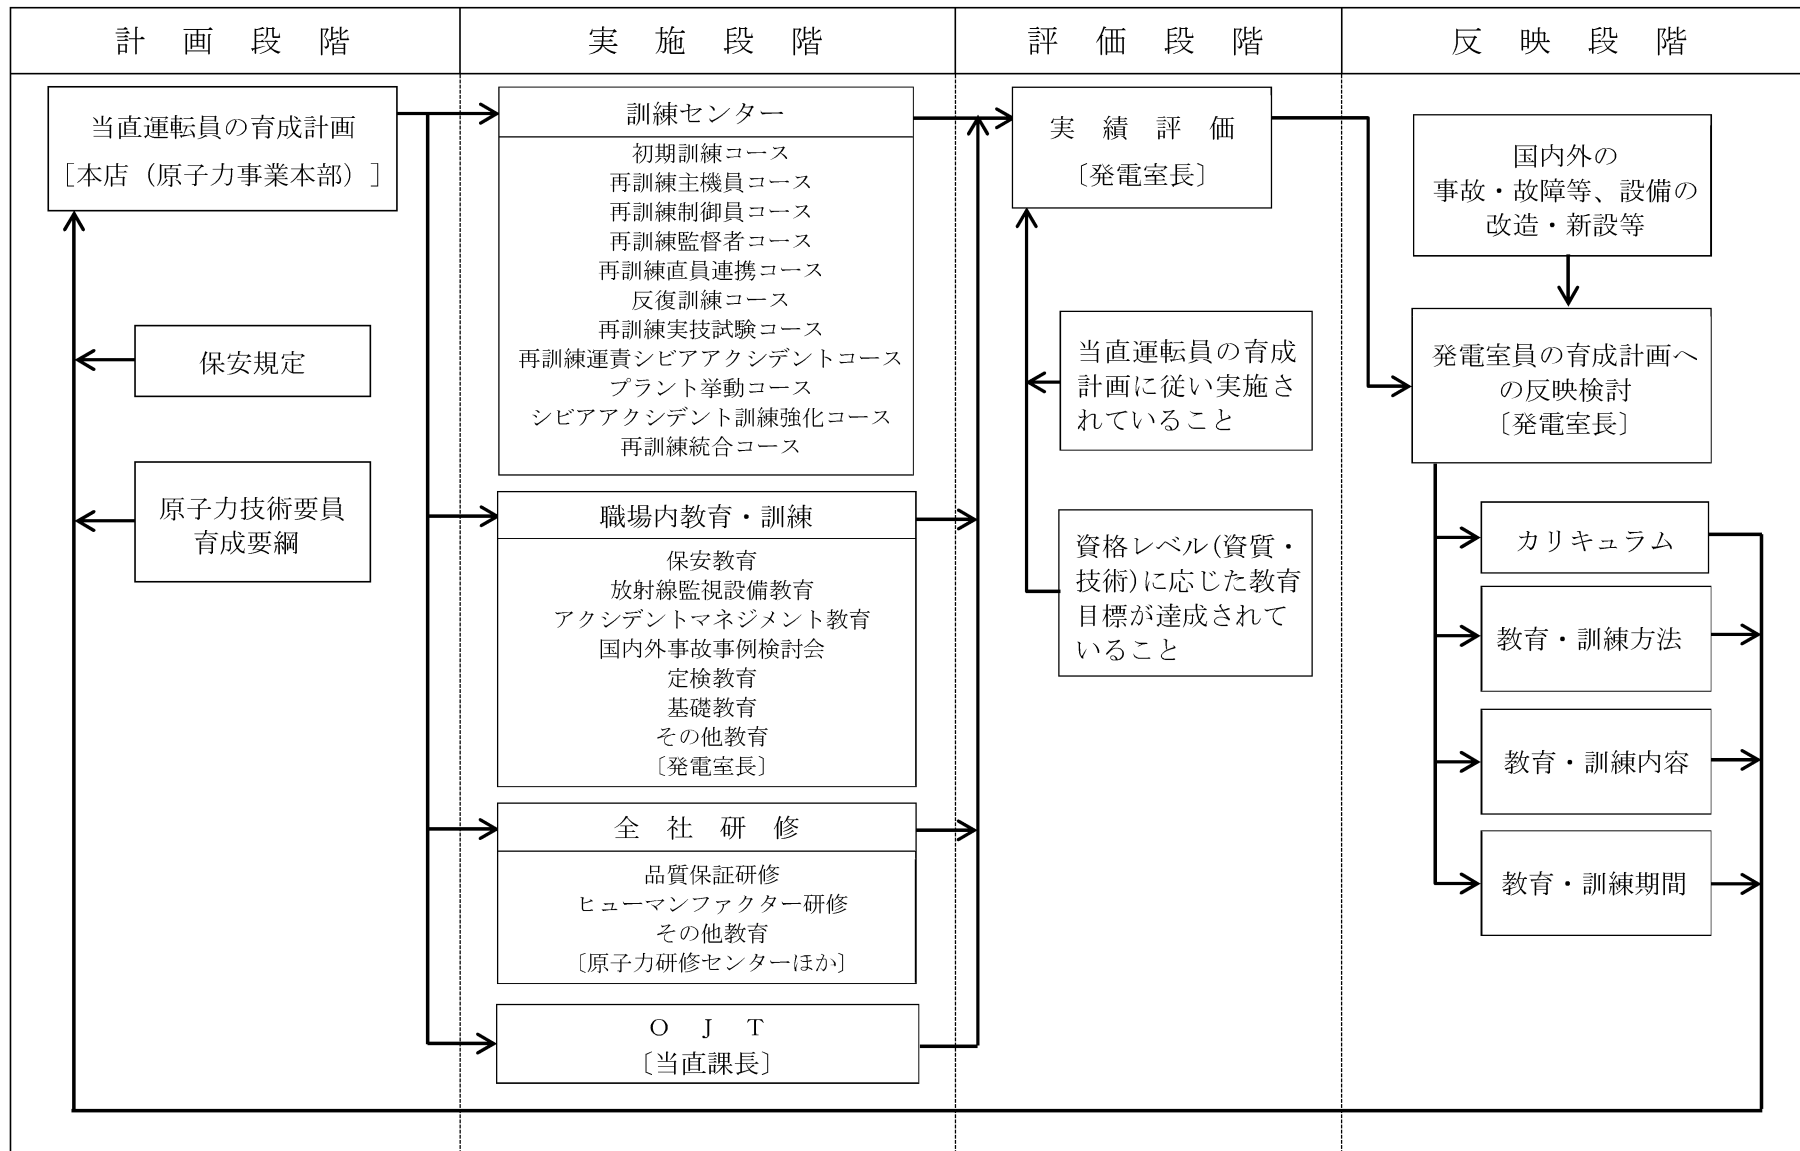 計画段階
実施段階
評価段階
反映段階
当直運転員の育成計画
［本店（原子力事業本部）］
保安規定
原子力技術要員
育成要綱
訓練センター
初期訓練コース
再訓練主機員コース
再訓練制御員コース
再訓練監督者コース
再訓練直員連携コース
反復訓練コース
再訓練実技試験コース
再訓練運責シビアアクシデントコース
プラント挙動コース
シビアアクシデント訓練強化コース
再訓練統合コース
職場内教育・訓練
保安教育
放射線監視設備教育
アクシデントマネジメント教育
国内外事故事例検討会
定検教育
基礎教育
その他教育
〔発電室長〕
全社研修
品質保証研修
ヒューマンファクター研修
その他教育
〔原子力研修センターほか〕
ＯＪＴ
〔当直課長〕
実績評価
〔発電室長〕
当直運転員の育成
計画に従い実施さ
れていること
資格レベル(資質・
技術)に応じた教育
目標が達成されて
いること
国内外の
事故・故障等、設備の
改造・新設等
発電室員の育成計画へ
の反映検討
〔発電室長〕
カリキュラム
教育・訓練方法
教育・訓練内容
教育・訓練期間